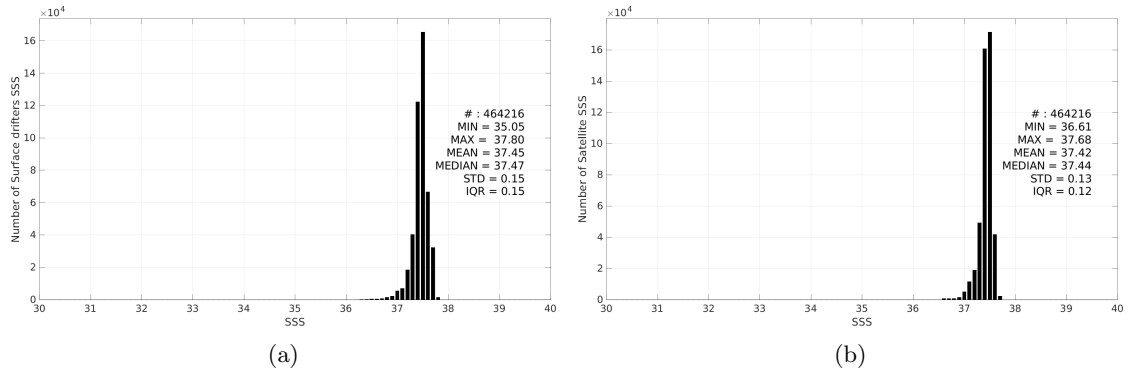 ×10⁴
Number of Surface drifters SSS
16
14
12
10
8
6
4
2
0
# : 464216
MIN = 35.05
MAX = 37.80
MEAN = 37.45
MEDIAN = 37.47
STD = 0.15
IQR = 0.15
30 31 32 33 34 35 36 37 38 39 40
SSS
(a)
×10⁴
Number of Satellite SSS
16
14
12
10
8
6
4
2
0
# : 464216
MIN = 36.61
MAX = 37.68
MEAN = 37.42
MEDIAN = 37.44
STD = 0.13
IQR = 0.12
30 31 32 33 34 35 36 37 38 39 40
SSS
(b)